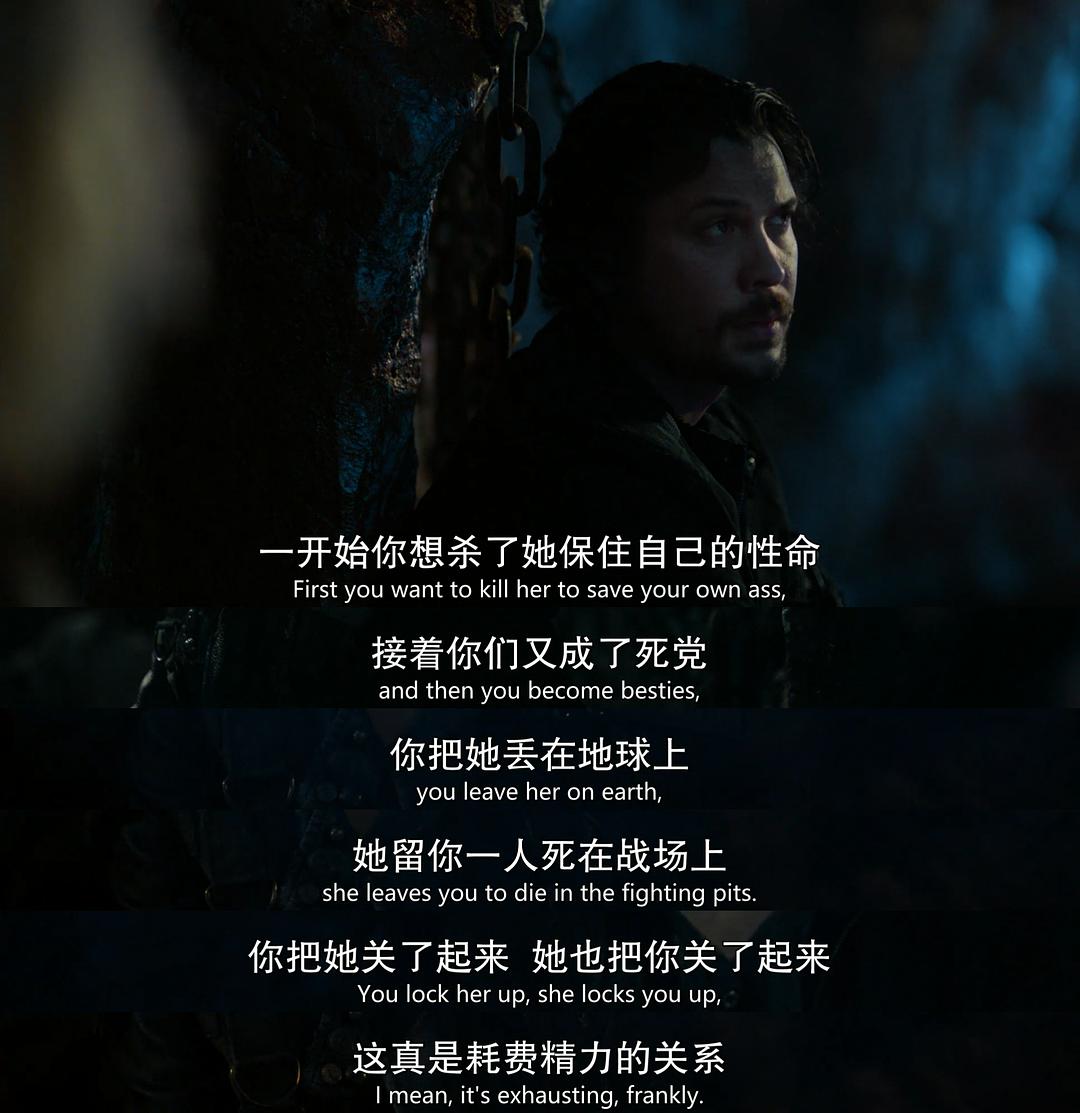 一开始你想杀了她保住自己的性命
First you want to kill her to save your own ass,
接着你们又成了死党
and then you become besties,
你把她丢在地球上
you leave her on earth,
她留你一人死在战场上
she leaves you to die in the fighting pits.
你把她关了起来 她也把你关了起来
You lock her up, she locks you up,
这真是耗费精力的关系
I mean, it's exhausting, frankly.